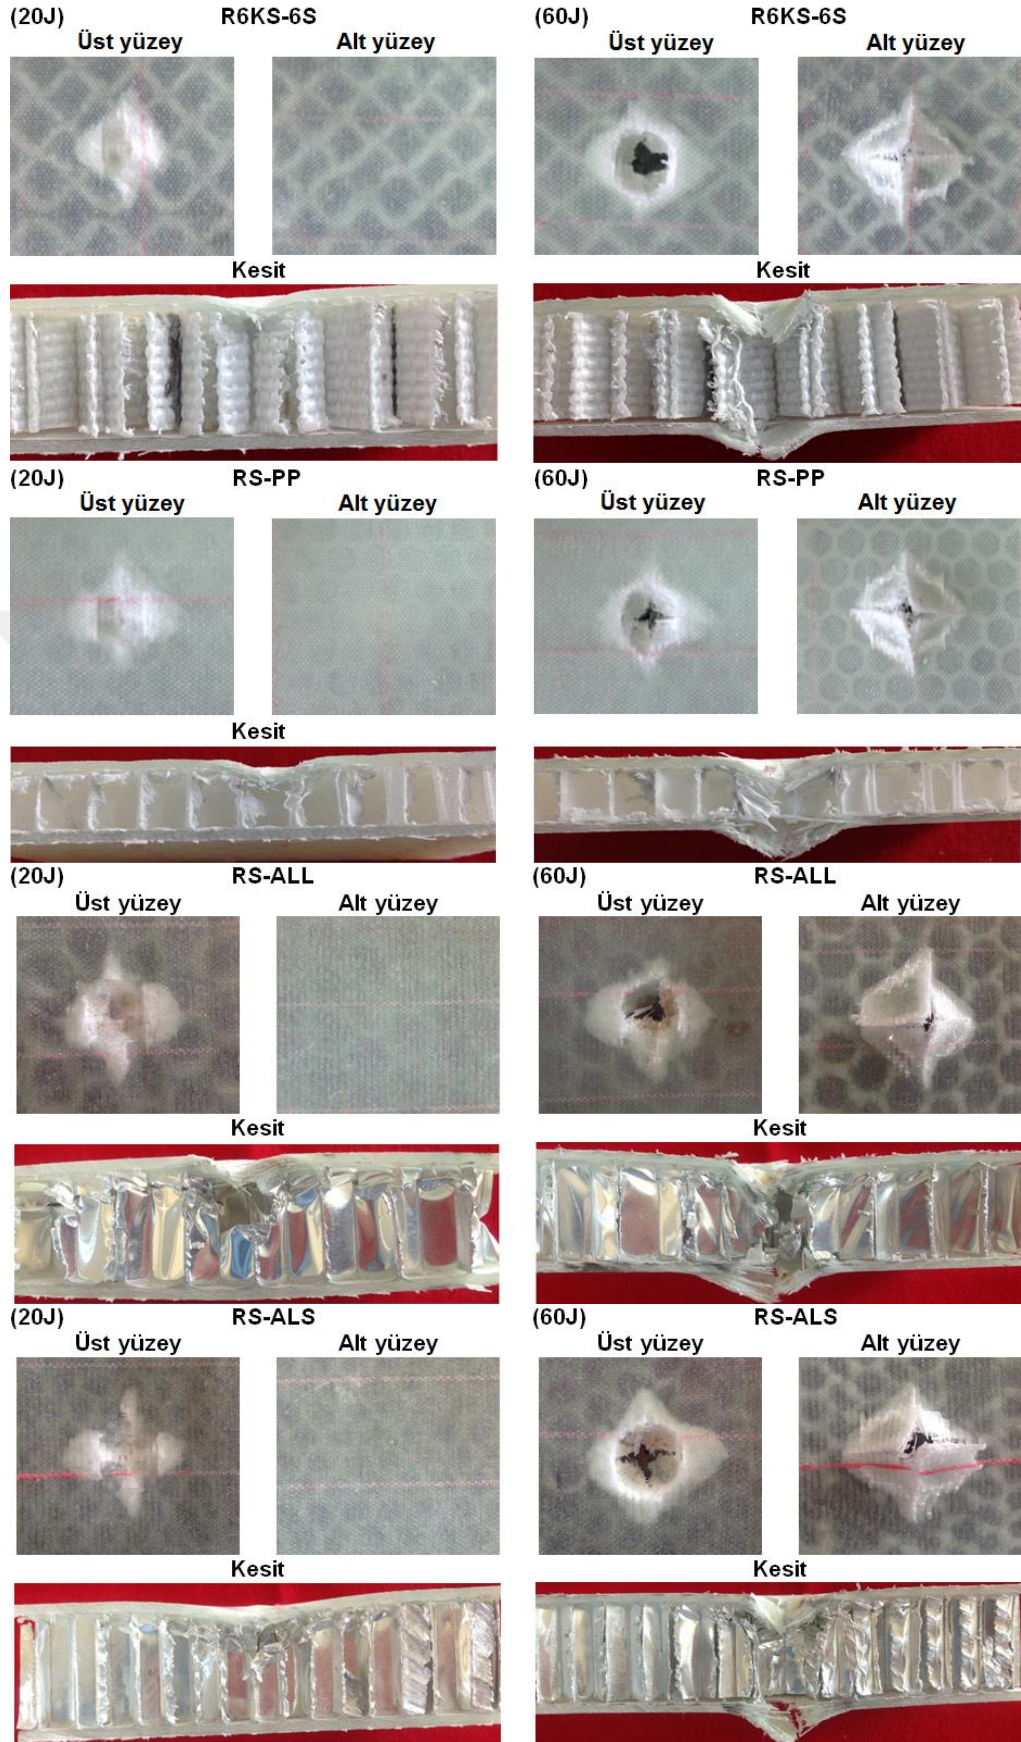 (20J) R6KS-6S (60J) R6KS-6S
Üst yüzey Alt yüzey Üst yüzey Alt yüzey
Kesit Kesit
(20J) RS-PP (60J) RS-PP
Üst yüzey Alt yüzey Üst yüzey Alt yüzey
Kesit
(20J) RS-ALL (60J) RS-ALL
Üst yüzey Alt yüzey Üst yüzey Alt yüzey
Kesit Kesit
(20J) RS-ALS (60J) RS-ALS
Üst yüzey Alt yüzey Üst yüzey Alt yüzey
Kesit Kesit